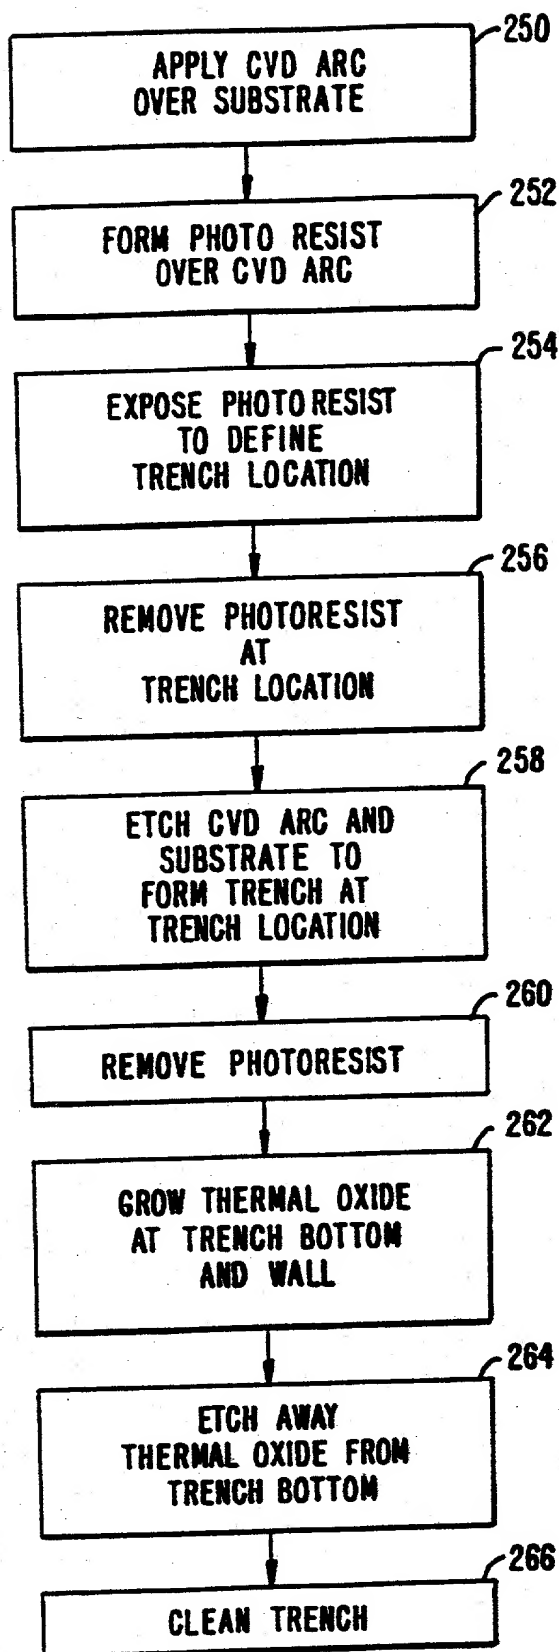 250
APPLY CVD ARC
OVER SUBSTRATE
252
FORM PHOTO RESIST
OVER CVD ARC
254
EXPOSE PHOTORESIST
TO DEFINE
TRENCH LOCATION
256
REMOVE PHOTORESIST
AT
TRENCH LOCATION
258
ETCH CVD ARC AND
SUBSTRATE TO
FORM TRENCH AT
TRENCH LOCATION
260
REMOVE PHOTORESIST
262
GROW THERMAL OXIDE
AT TRENCH BOTTOM
AND WALL
264
ETCH AWAY
THERMAL OXIDE FROM
TRENCH BOTTOM
266
CLEAN TRENCH